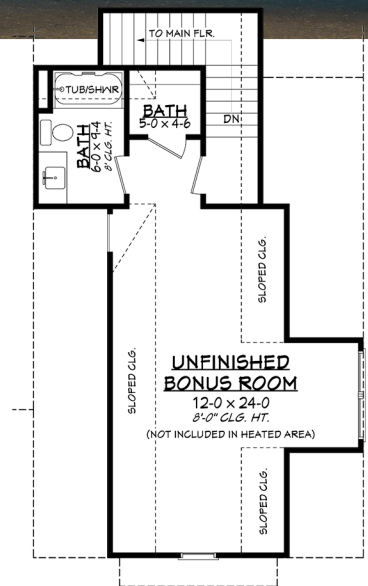 TO MAIN FLR.
TUB/SHWR
BATH
5-0 x 4-6
DN
BATH
6-0 x 9-4
8' CLG. HT.
SLOPED CLG.
SLOPED CLG.
UNFINISHED
BONUS ROOM
12-0 x 24-0
8'-0" CLG. HT.
(NOT INCLUDED IN HEATED AREA)
SLOPED CLG.